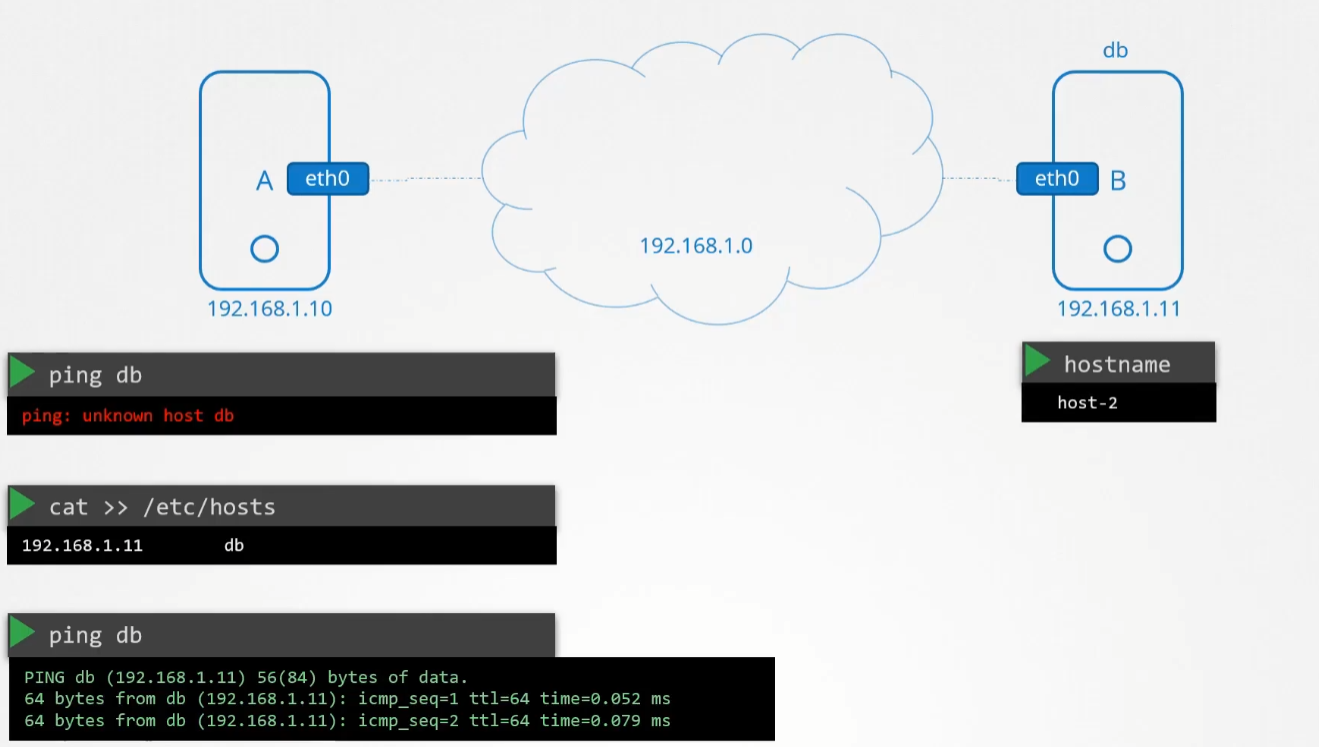 db
A
eth0
eth0
B
192.168.1.0
192.168.1.10
192.168.1.11
ping db
ping: unknown host db
hostname
host-2
cat >> /etc/hosts
192.168.1.11 db
ping db
PING db (192.168.1.11) 56(84) bytes of data.
64 bytes from db (192.168.1.11): icmp_seq=1 ttl=64 time=0.052 ms
64 bytes from db (192.168.1.11): icmp_seq=2 ttl=64 time=0.079 ms